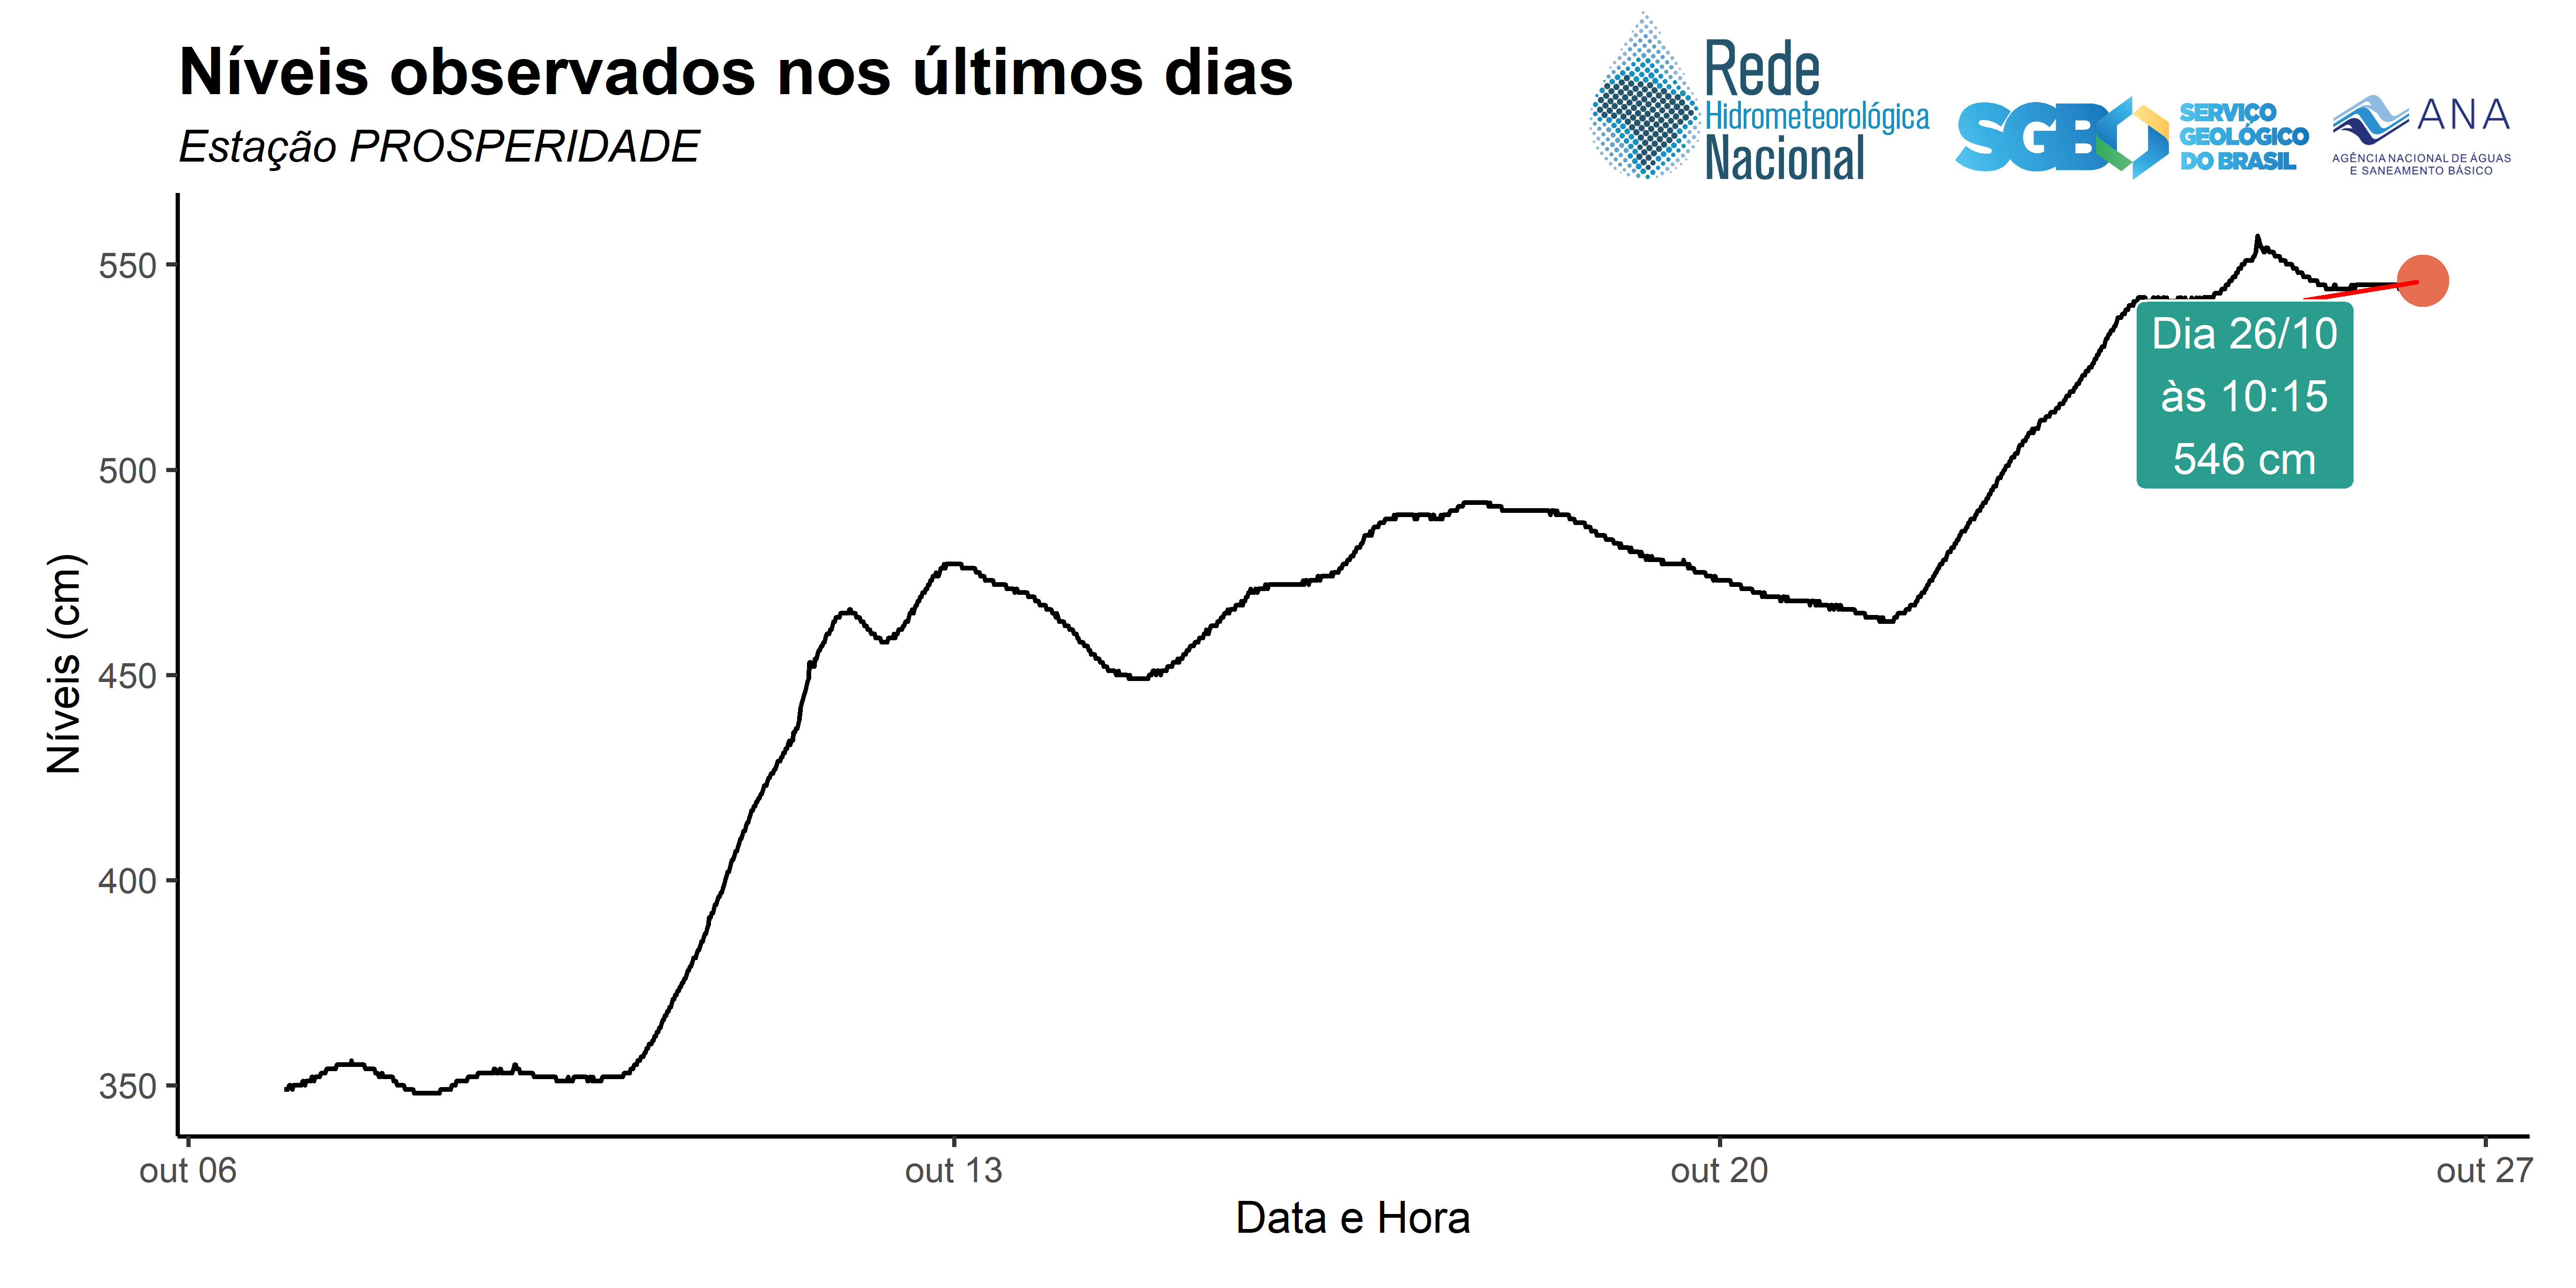 Níveis observados nos últimos dias
Estação PROSPERIDADE
Rede
Hidrometeorológica
Nacional
SGB
SERVIÇO
GEOLÓGICO
DO BRASIL
ANA
AGÊNCIA NACIONAL DE ÁGUAS
E SANEAMENTO BÁSICO
Níveis (cm)
550
500
450
400
350
Dia 26/10
às 10:15
546 cm
out 06
out 13
out 20
out 27
Data e Hora